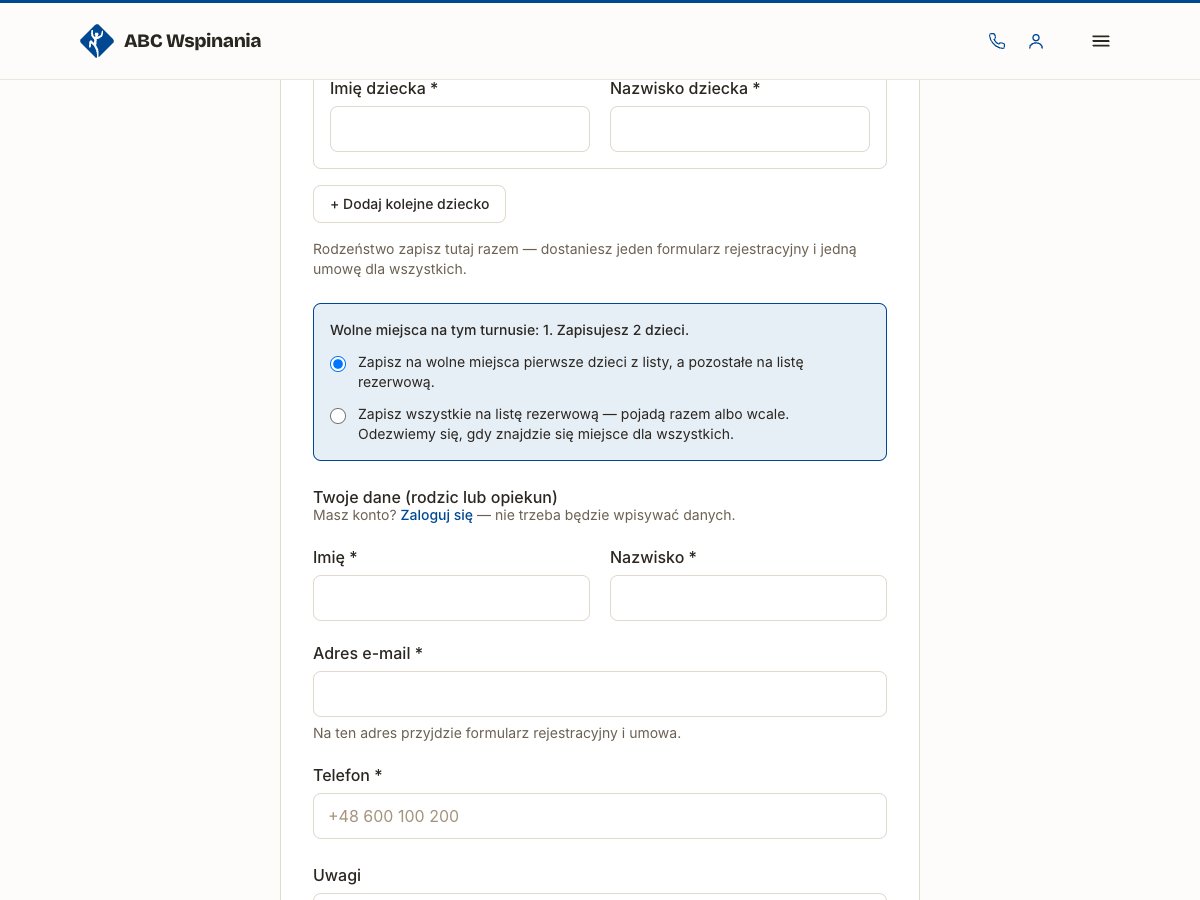 ABC Wspinania
Imię dziecka *
Nazwisko dziecka *
+ Dodaj kolejne dziecko
Rodzeństwo zapisz tutaj razem — dostaniesz jeden formularz rejestracyjny i jedną
umowę dla wszystkich.
Wolne miejsca na tym turnusie: 1. Zapisujesz 2 dzieci.
Zapisz na wolne miejsca pierwsze dzieci z listy, a pozostałe na listę
rezerwową.
Zapisz wszystkie na listę rezerwową — pojadą razem albo wcale.
Odezwiemy się, gdy znajdzie się miejsce dla wszystkich.
Twoje dane (rodzic lub opiekun)
Masz konto? Zaloguj się — nie trzeba będzie wpisywać danych.
Imię *
Nazwisko *
Adres e-mail *
Na ten adres przyjdzie formularz rejestracyjny i umowa.
Telefon *
+48 600 100 200
Uwagi